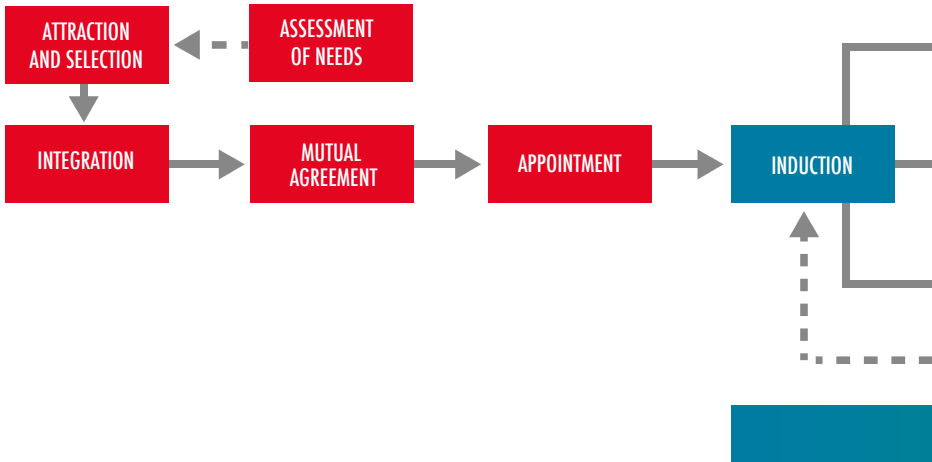 ATTRACTION
AND SELECTION
ASSESSMENT
OF NEEDS
INTEGRATION
MUTUAL
AGREEMENT
APPOINTMENT
INDUCTION